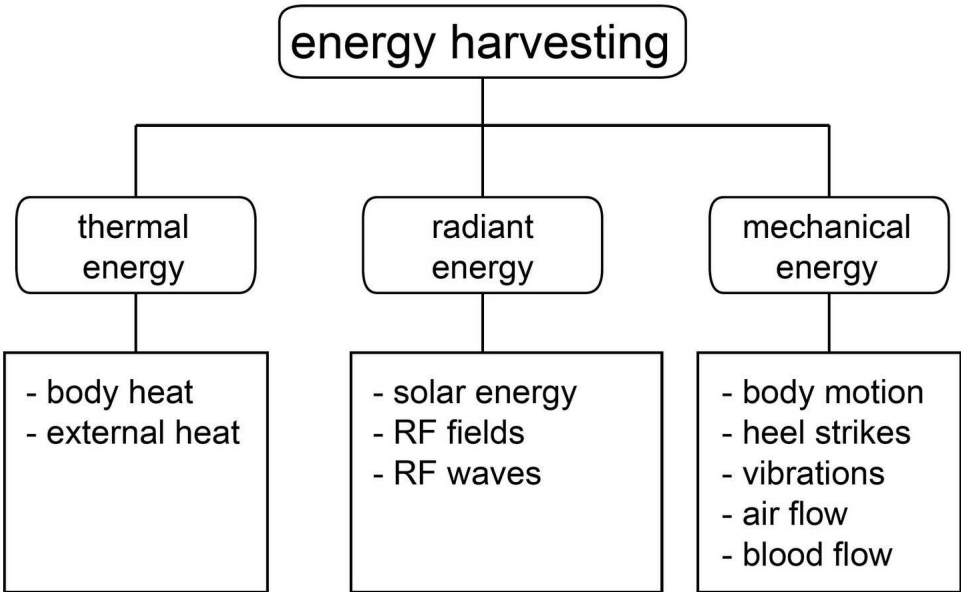 energy harvesting
thermal
energy
radiant
energy
mechanical
energy
- body heat
- external heat
- solar energy
- RF fields
- RF waves
- body motion
- heel strikes
- vibrations
- air flow
- blood flow